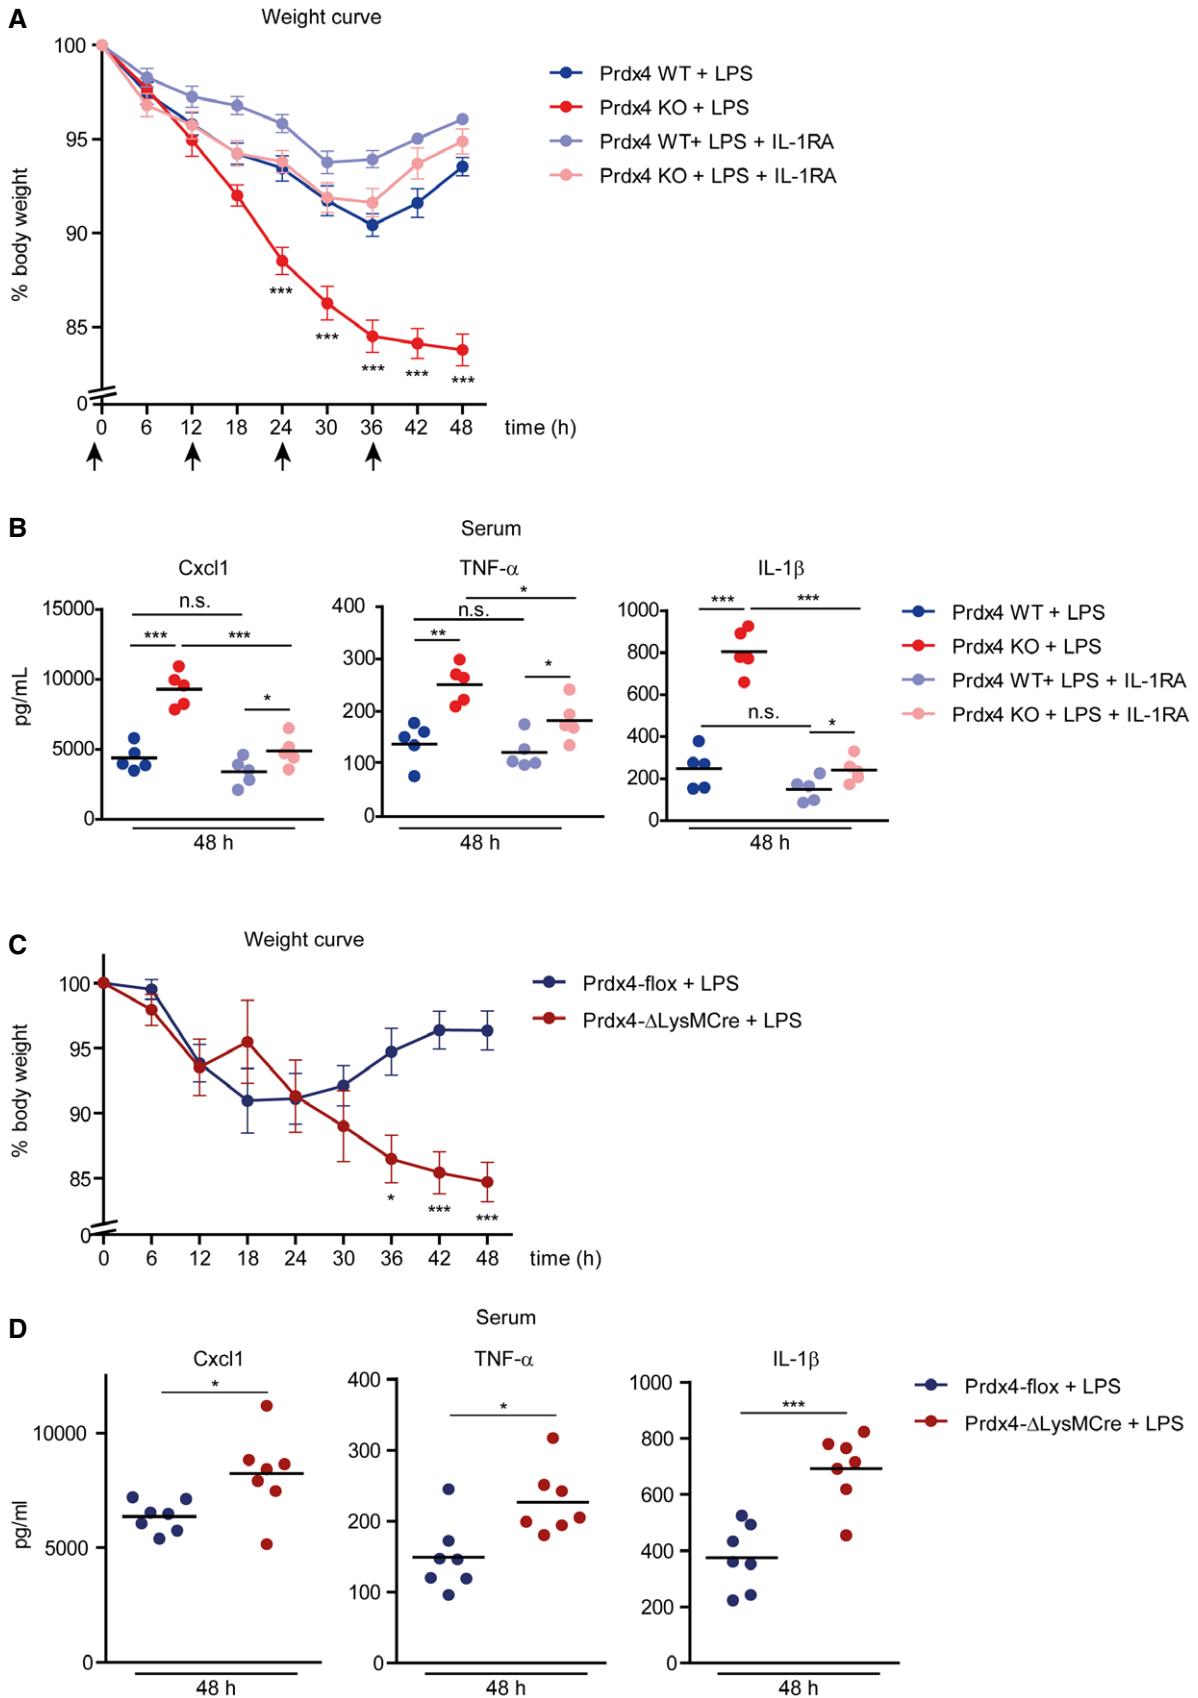 A
Weight curve
100
95
90
85
0
% body weight
0 6 12 18 24 30 36 42 48 time (h)
*** *** *** *** ***
Prdx4 WT + LPS
Prdx4 KO + LPS
Prdx4 WT+ LPS + IL-1RA
Prdx4 KO + LPS + IL-1RA
B
Serum
Cxcl1
15000
10000
5000
0
pg/mL
n.s.
*** ***
*
48 h
TNF-α
400
300
200
100
0
*
n.s.
**
*
48 h
IL-1β
1000
800
600
400
200
0
*** ***
n.s. *
48 h
Prdx4 WT + LPS
Prdx4 KO + LPS
Prdx4 WT+ LPS + IL-1RA
Prdx4 KO + LPS + IL-1RA
C
Weight curve
100
95
90
85
0
% body weight
0 6 12 18 24 30 36 42 48 time (h)
* *** ***
Prdx4-flox + LPS
Prdx4-ΔLysMCre + LPS
D
Serum
Cxcl1
10000
5000
0
pg/ml
*
48 h
TNF-α
400
300
200
100
0
*
48 h
IL-1β
1000
800
600
400
200
0
***
48 h
Prdx4-flox + LPS
Prdx4-ΔLysMCre + LPS